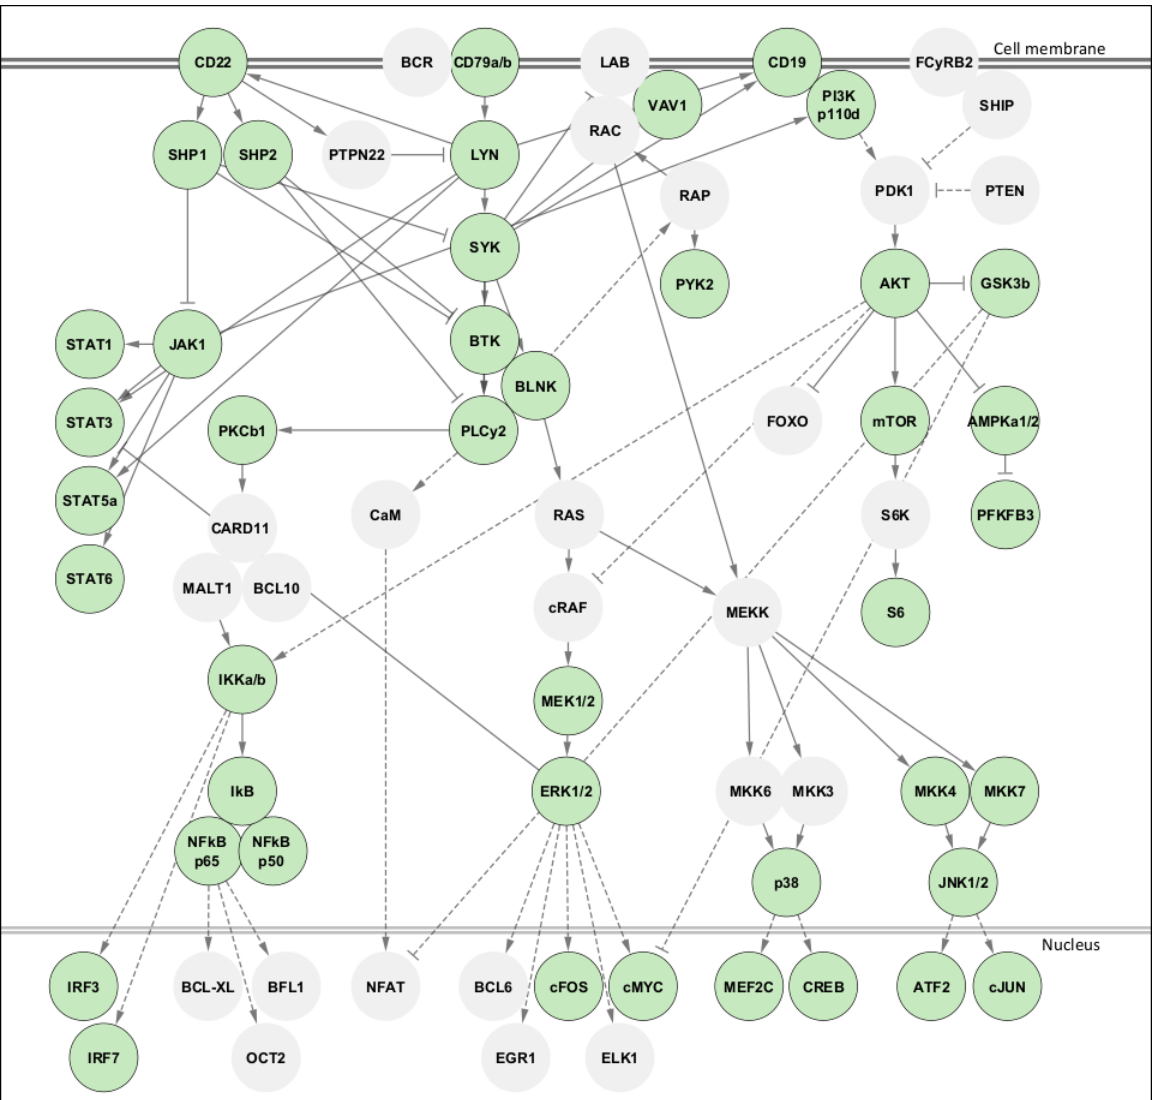 Cell membrane
CD22
BCR
CD79a/b
LAB
CD19
FCyRB2
VAV1
PI3K
p110d
SHIP
RAC
SHP1
SHP2
PTPN22
LYN
RAP
PDK1
PTEN
SYK
PYK2
AKT
GSK3b
STAT1
JAK1
BTK
BLNK
STAT3
PKCb1
PLCy2
FOXO
mTOR
AMPKa1/2
STAT5a
CARD11
CaM
RAS
S6K
PFKFB3
STAT6
MALT1
BCL10
cRAF
MEKK
S6
IKKa/b
MEK1/2
IkB
ERK1/2
MKK6
MKK3
MKK4
MKK7
NFkB
p65
NFkB
p50
p38
JNK1/2
Nucleus
IRF3
BCL-XL
BFL1
NFAT
BCL6
cFOS
cMYC
MEF2C
CREB
ATF2
cJUN
IRF7
OCT2
EGR1
ELK1